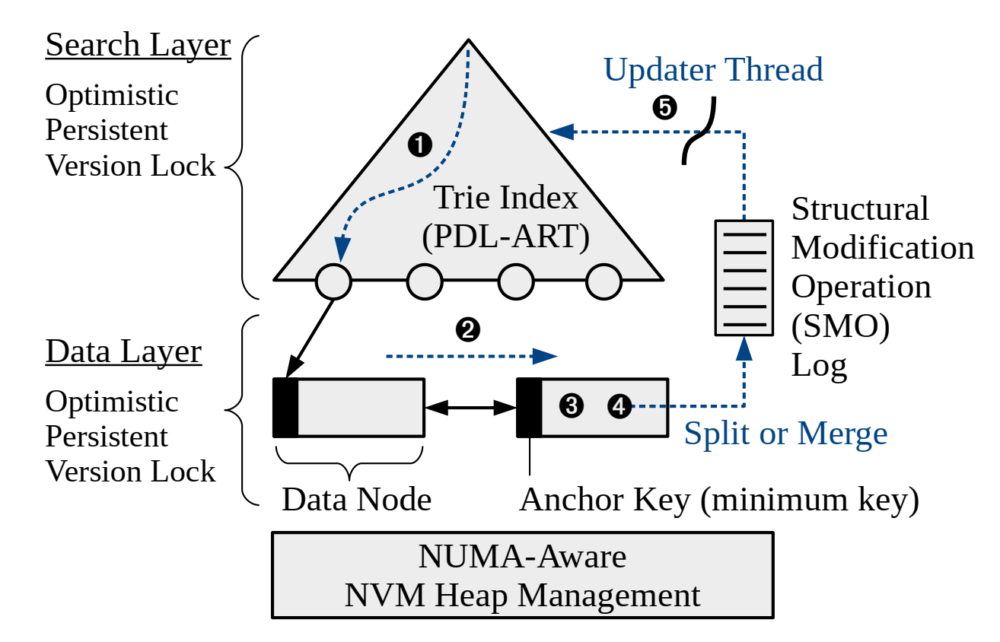 Search Layer
Optimistic
Persistent
Version Lock
Updater Thread
❺
❶
Trie Index
(PDL-ART)
Structural
Modification
Operation
(SMO)
Log
❷
Data Layer
Optimistic
Persistent
Version Lock
❸ ❹
Split or Merge
Data Node
Anchor Key (minimum key)
NUMA-Aware
NVM Heap Management